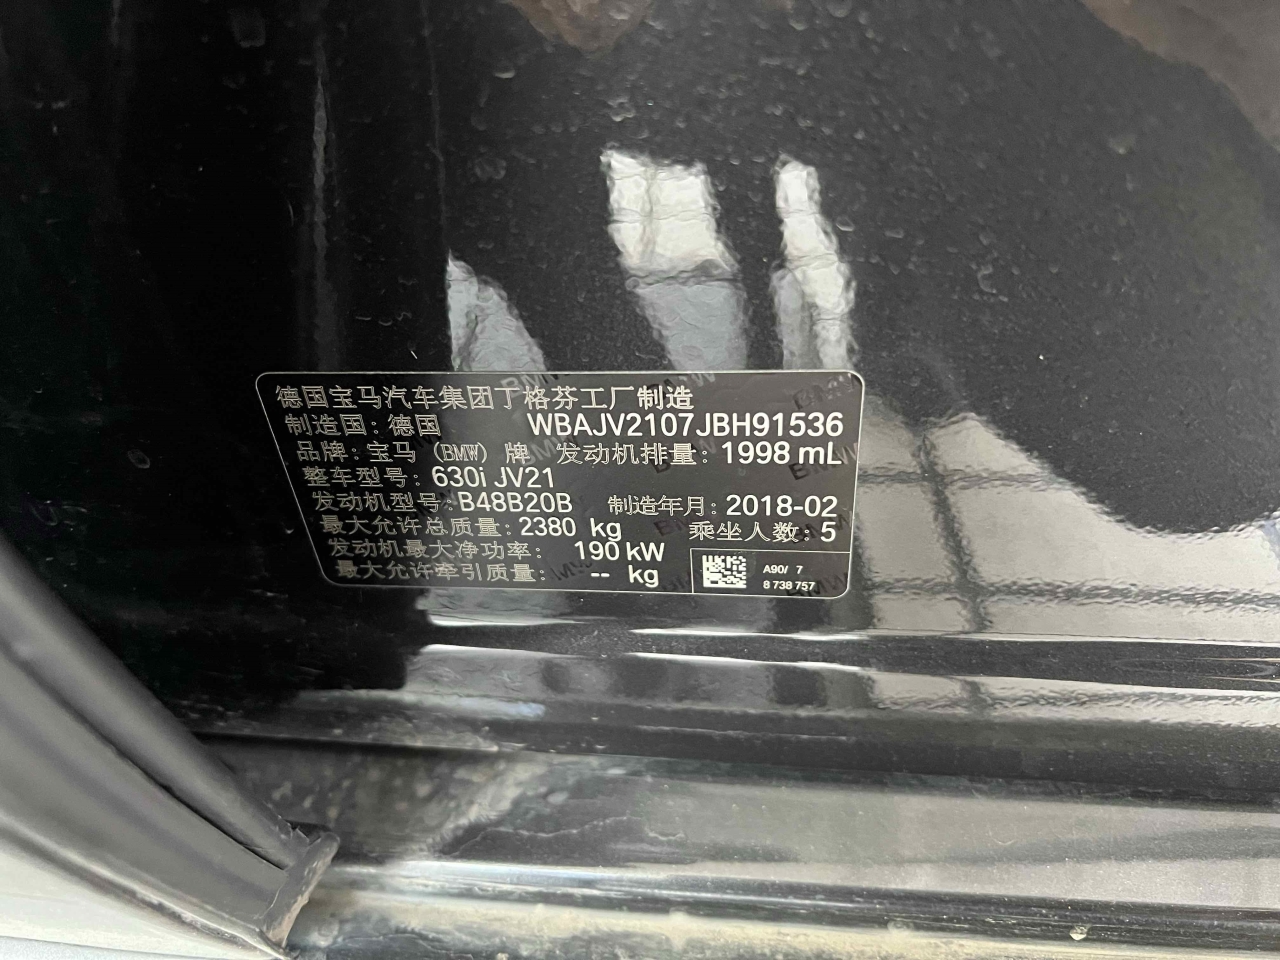 德国宝马汽车集团丁格芬工厂制造
制造国：德国 WBAJV2107JBH91536
品牌：宝马 (BMW) 牌 发动机排量：1998 mL
整车型号：630i JV21
发动机型号：B48B20B 制造年月：2018-02
最大允许总质量：2380 kg 乘坐人数：5
发动机最大净功率： 190 kW
最大允许牵引质量： -- kg
A90/ 7
8 738 757